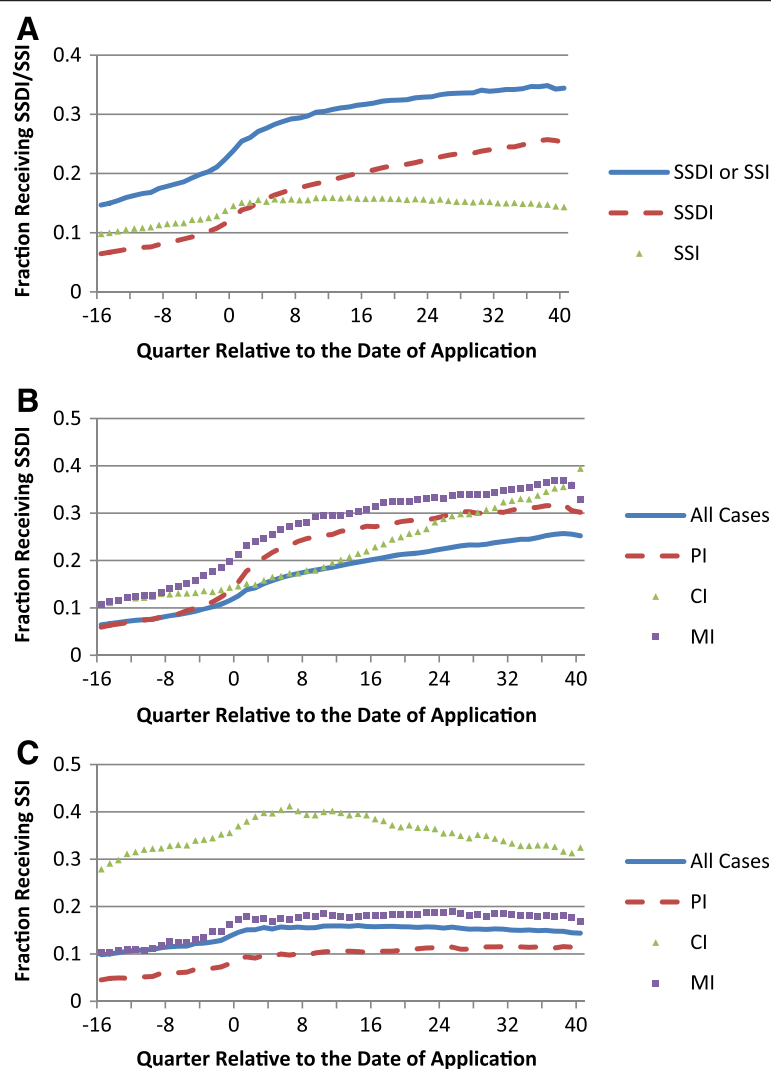 A
Fraction Receiving SSDI/SSI
0.4
0.3
0.2
0.1
0
-16 -8 0 8 16 24 32 40
Quarter Relative to the Date of Application
SSDI or SSI
SSDI
SSI
B
Fraction Receiving SSDI
0.5
0.4
0.3
0.2
0.1
0
-16 -8 0 8 16 24 32 40
Quarter Relative to the Date of Application
All Cases
PI
CI
MI
C
Fraction Receiving SSI
0.5
0.4
0.3
0.2
0.1
0
-16 -8 0 8 16 24 32 40
Quarter Relative to the Date of Application
All Cases
PI
CI
MI